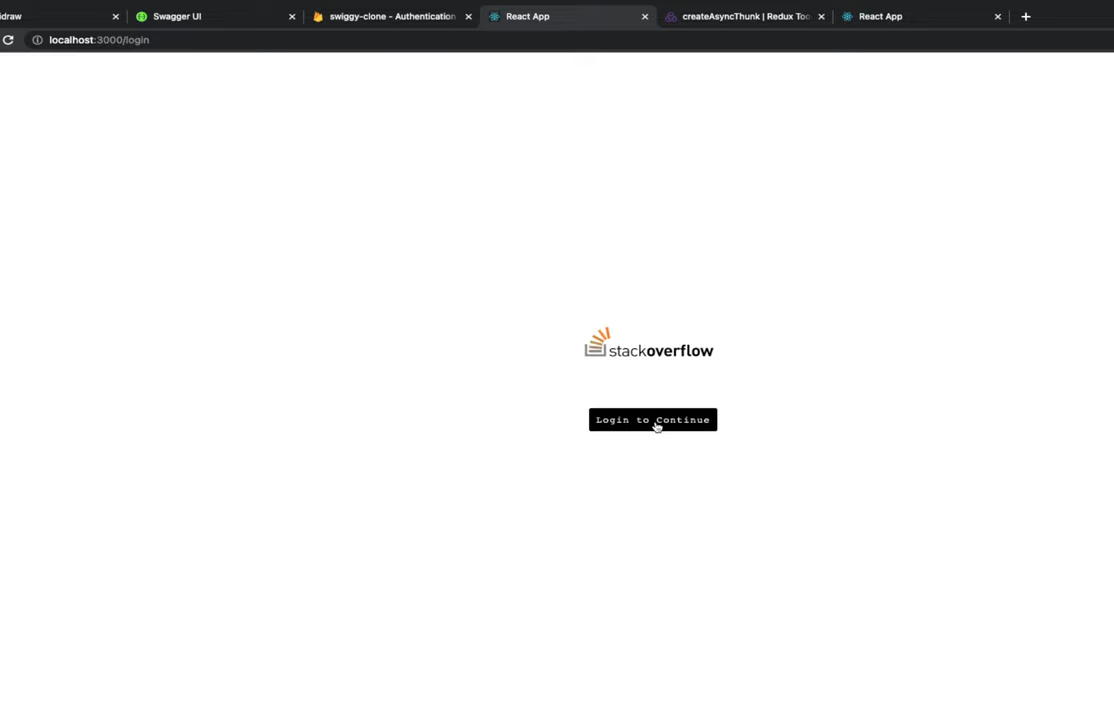 idraw
Swagger UI
swiggy-clone - Authentication
React App
createAsyncThunk | Redux Too
React App
localhost:3000/login
stackoverflow
Login to Continue